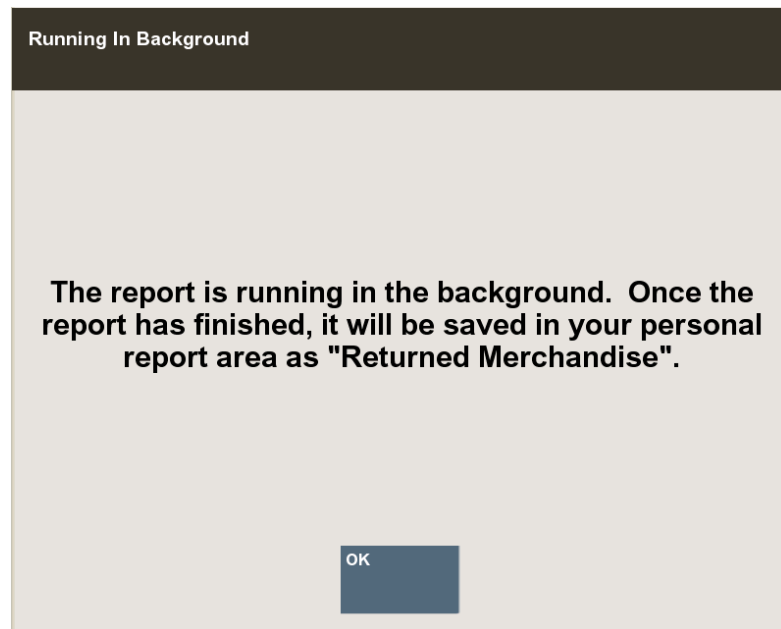 Running In Background
The report is running in the background.  Once the
report has finished, it will be saved in your personal
report area as "Returned Merchandise".
OK